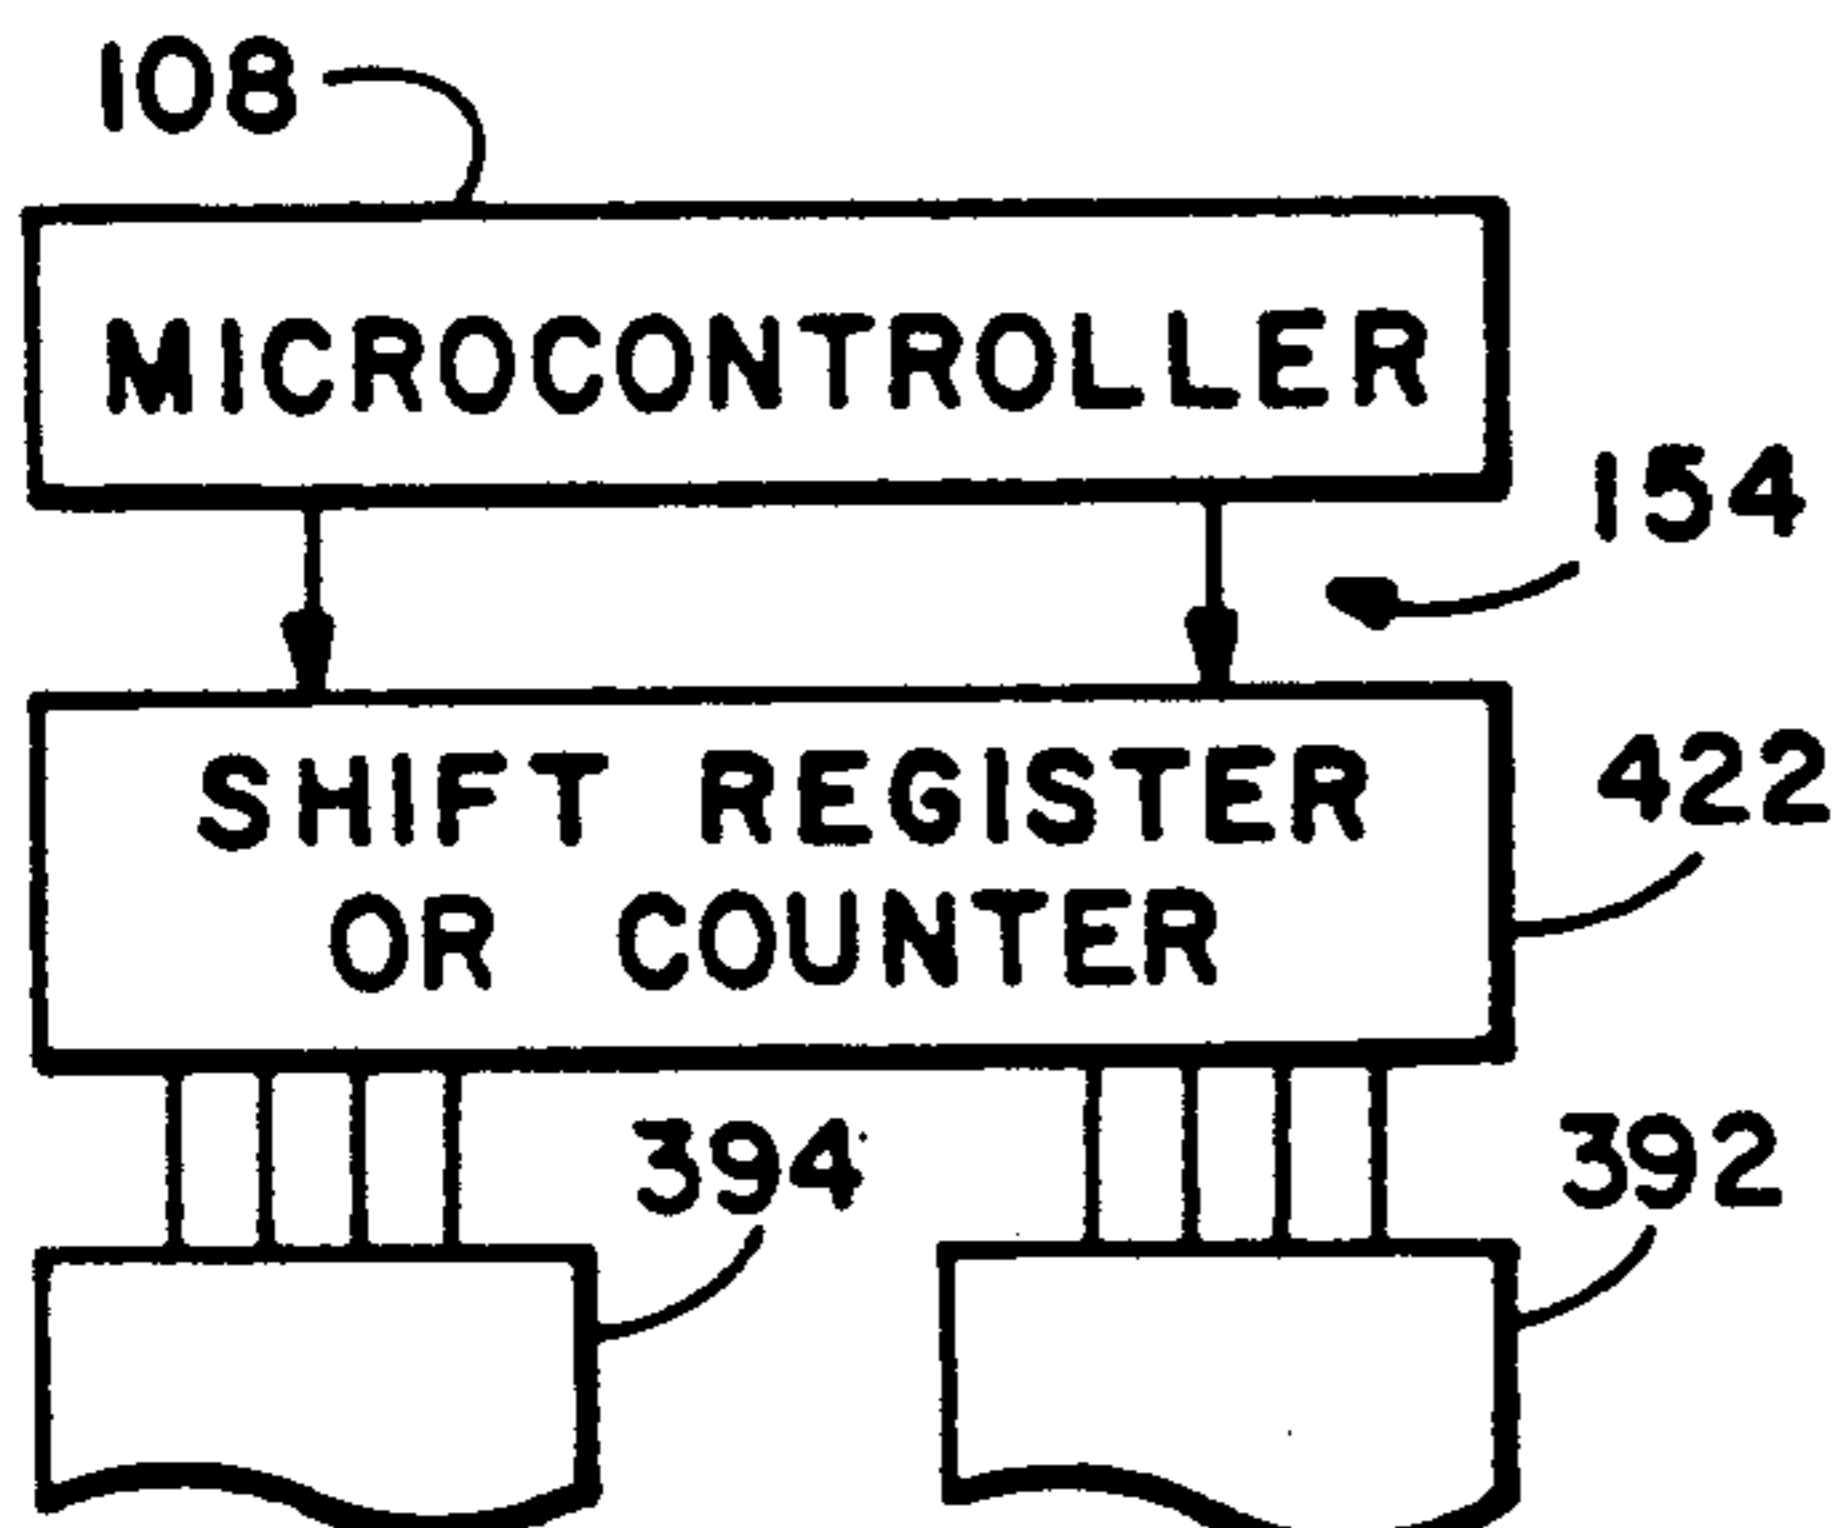 108
MICROCONTROLLER
154
SHIFT REGISTER
422
OR COUNTER
394
392